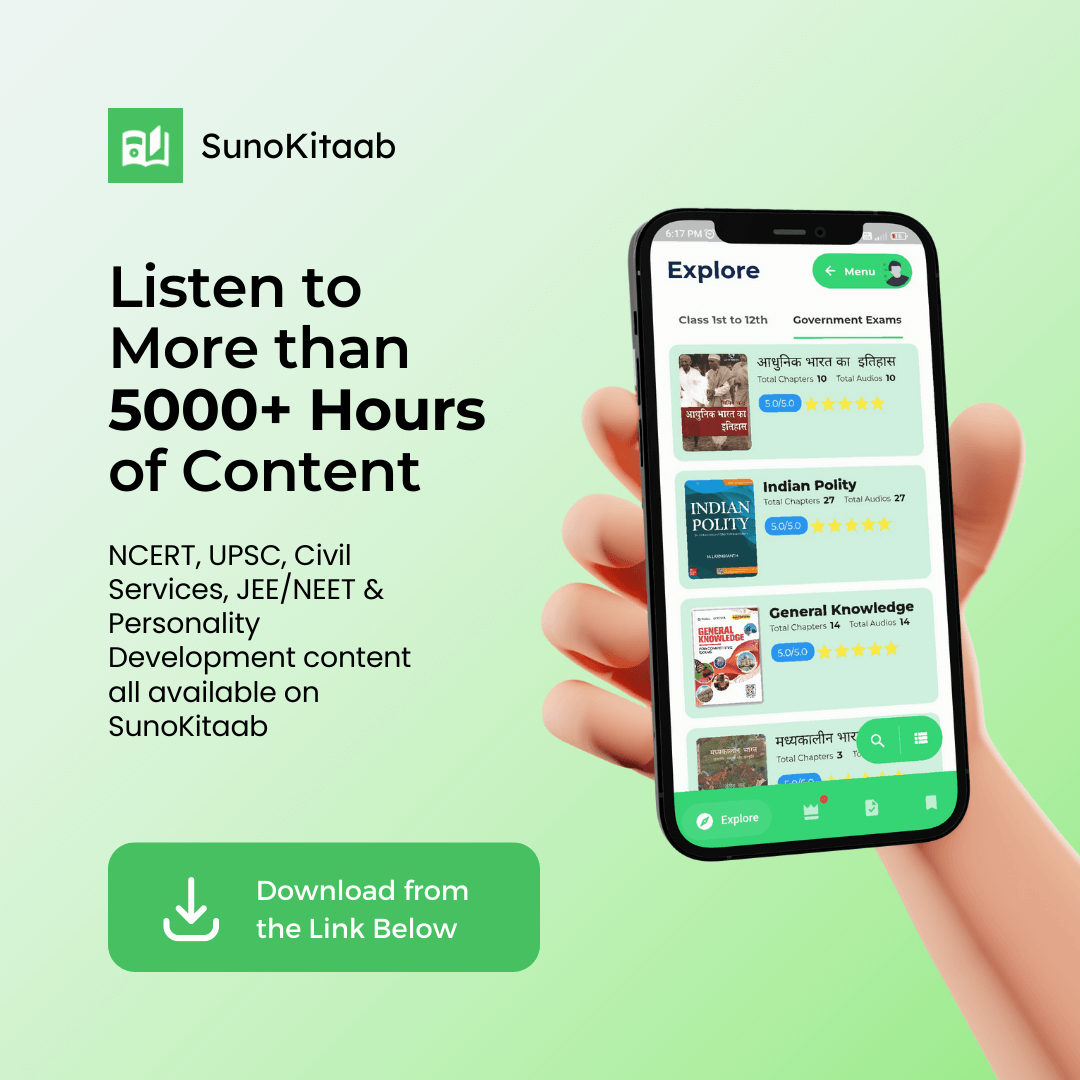 SunoKitaab
Listen to
More than
5000+ Hours
of Content
NCERT, UPSC, Civil
Services, JEE/NEET &
Personality
Development content
all available on
SunoKitaab
Download from
the Link Below
6:17 PM
Explore
Menu
Class 1st to 12th
Government Exams
आधुनिक भारत का
इतिहास
आधुनिक भारत का इतिहास
Total Chapters 10 Total Audios 10
5.0/5.0
INDIAN
POLITY
M LAXMIKANTH
Indian Polity
Total Chapters 27 Total Audios 27
5.0/5.0
GENERAL
KNOWLEDGE
General Knowledge
Total Chapters 14 Total Audios 14
5.0/5.0
मध्यकालीन भारत
मध्यकालीन भार
Total Chapters 3 To
5.0/5.0
Explore